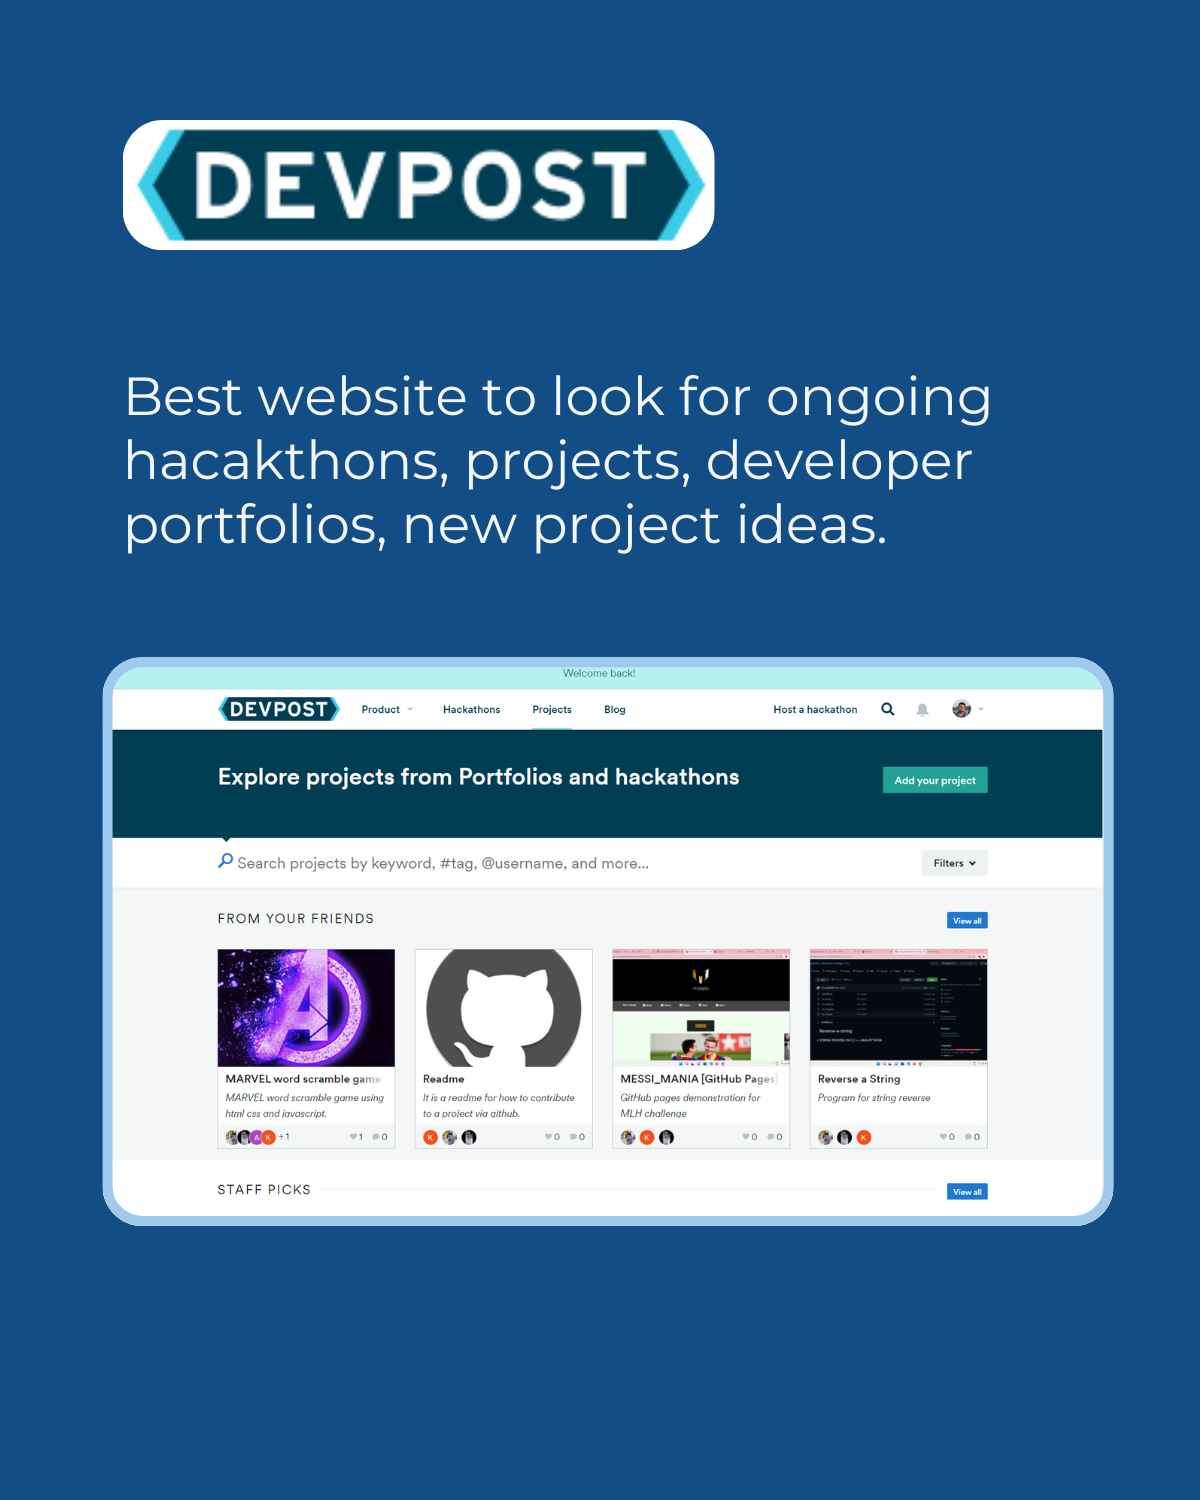 DEVPOST
Best website to look for ongoing
hacakthons, projects, developer
portfolios, new project ideas.
Welcome back!
DEVPOST Product Hackathons Projects Blog Host a hackathon
Explore projects from Portfolios and hackathons
Add your project
Search projects by keyword, #tag, @username, and more...
Filters
FROM YOUR FRIENDS
View all
MARVEL word scramble game
MARVEL word scramble game using
html css and javascript.
A K +1 1 0
Readme
It is a readme for how to contribute
to a project via github.
K 0 0
VIDEOS
MESSI_MANIA [GitHub Pages]
GitHub pages demonstration for
MLH challenge
K 0 0
Reverse-a-string
Reverse a String
Program for string reverse
K 0 0
STAFF PICKS
View all